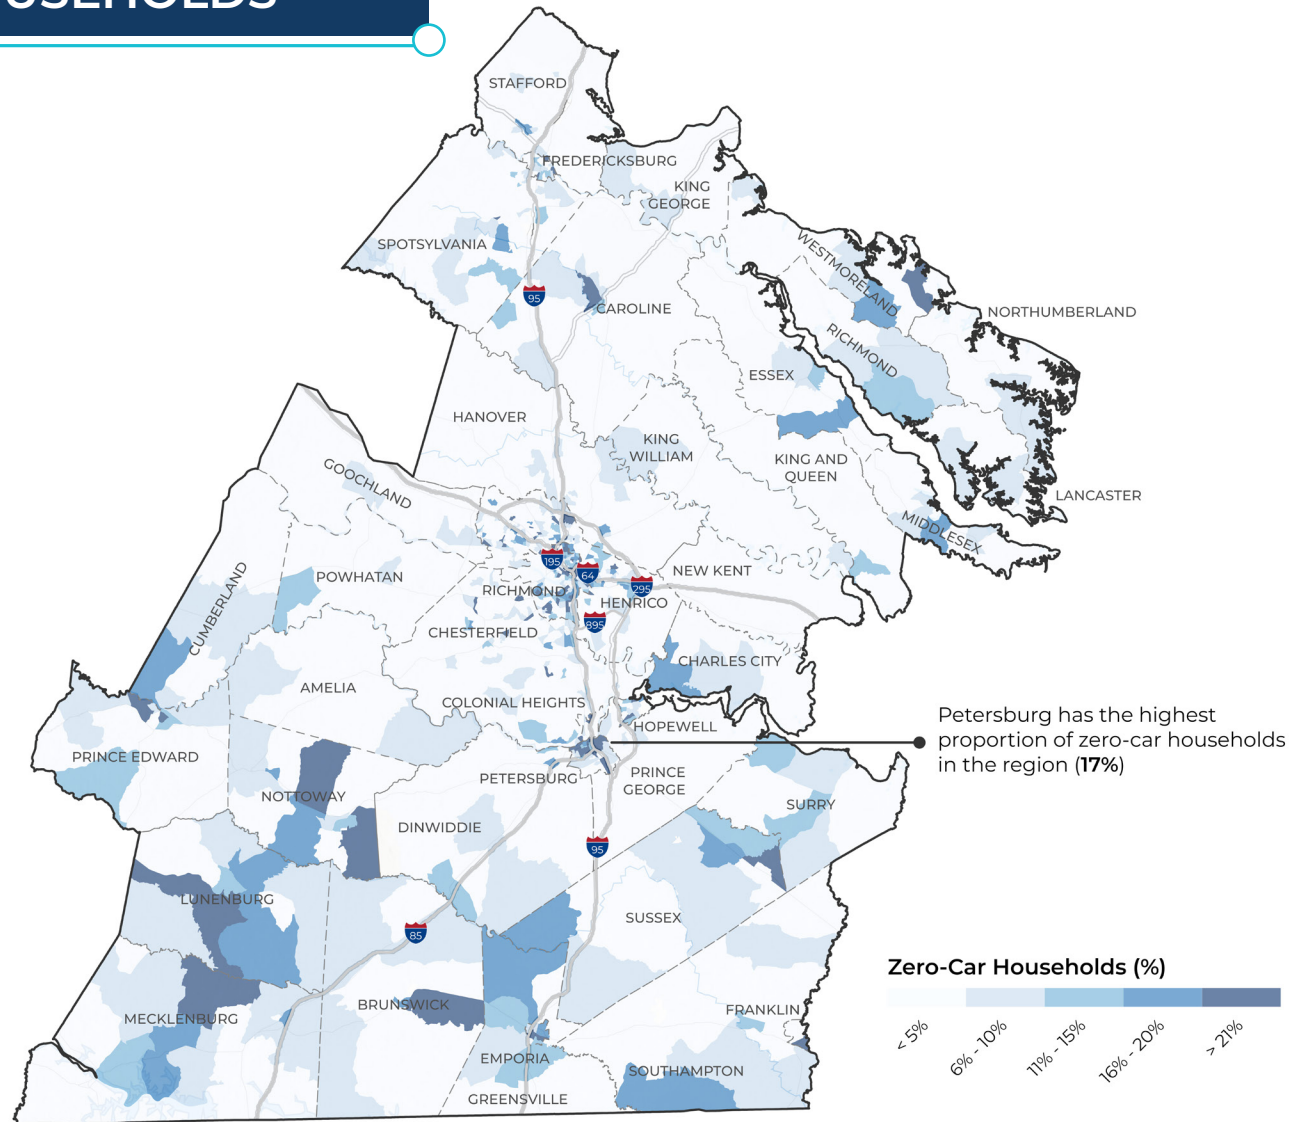 STAFFORD
FREDERICKSBURG
KING
GEORGE
SPOTSYLVANIA
WESTMORELAND
95
CAROLINE
NORTHUMBERLAND
RICHMOND
ESSEX
HANOVER
KING
WILLIAM
KING AND
QUEEN
GOOCHLAND
LANCASTER
MIDDLESEX
195
64
295
NEW KENT
POWHATAN
RICHMOND
HENRICO
CUMBERLAND
895
CHESTERFIELD
CHARLES CITY
AMELIA
COLONIAL HEIGHTS
HOPEWELL
Petersburg has the highest
proportion of zero-car households
in the region (17%)
PRINCE EDWARD
PETERSBURG
PRINCE
GEORGE
NOTTOWAY
SURRY
DINWIDDIE
95
LUNENBURG
SUSSEX
85
Zero-Car Households (%)
BRUNSWICK
FRANKLIN
MECKLENBURG
< 5%
6% - 10%
11% - 15%
16% - 20%
> 21%
EMPORIA
SOUTHAMPTON
GREENSVILLE